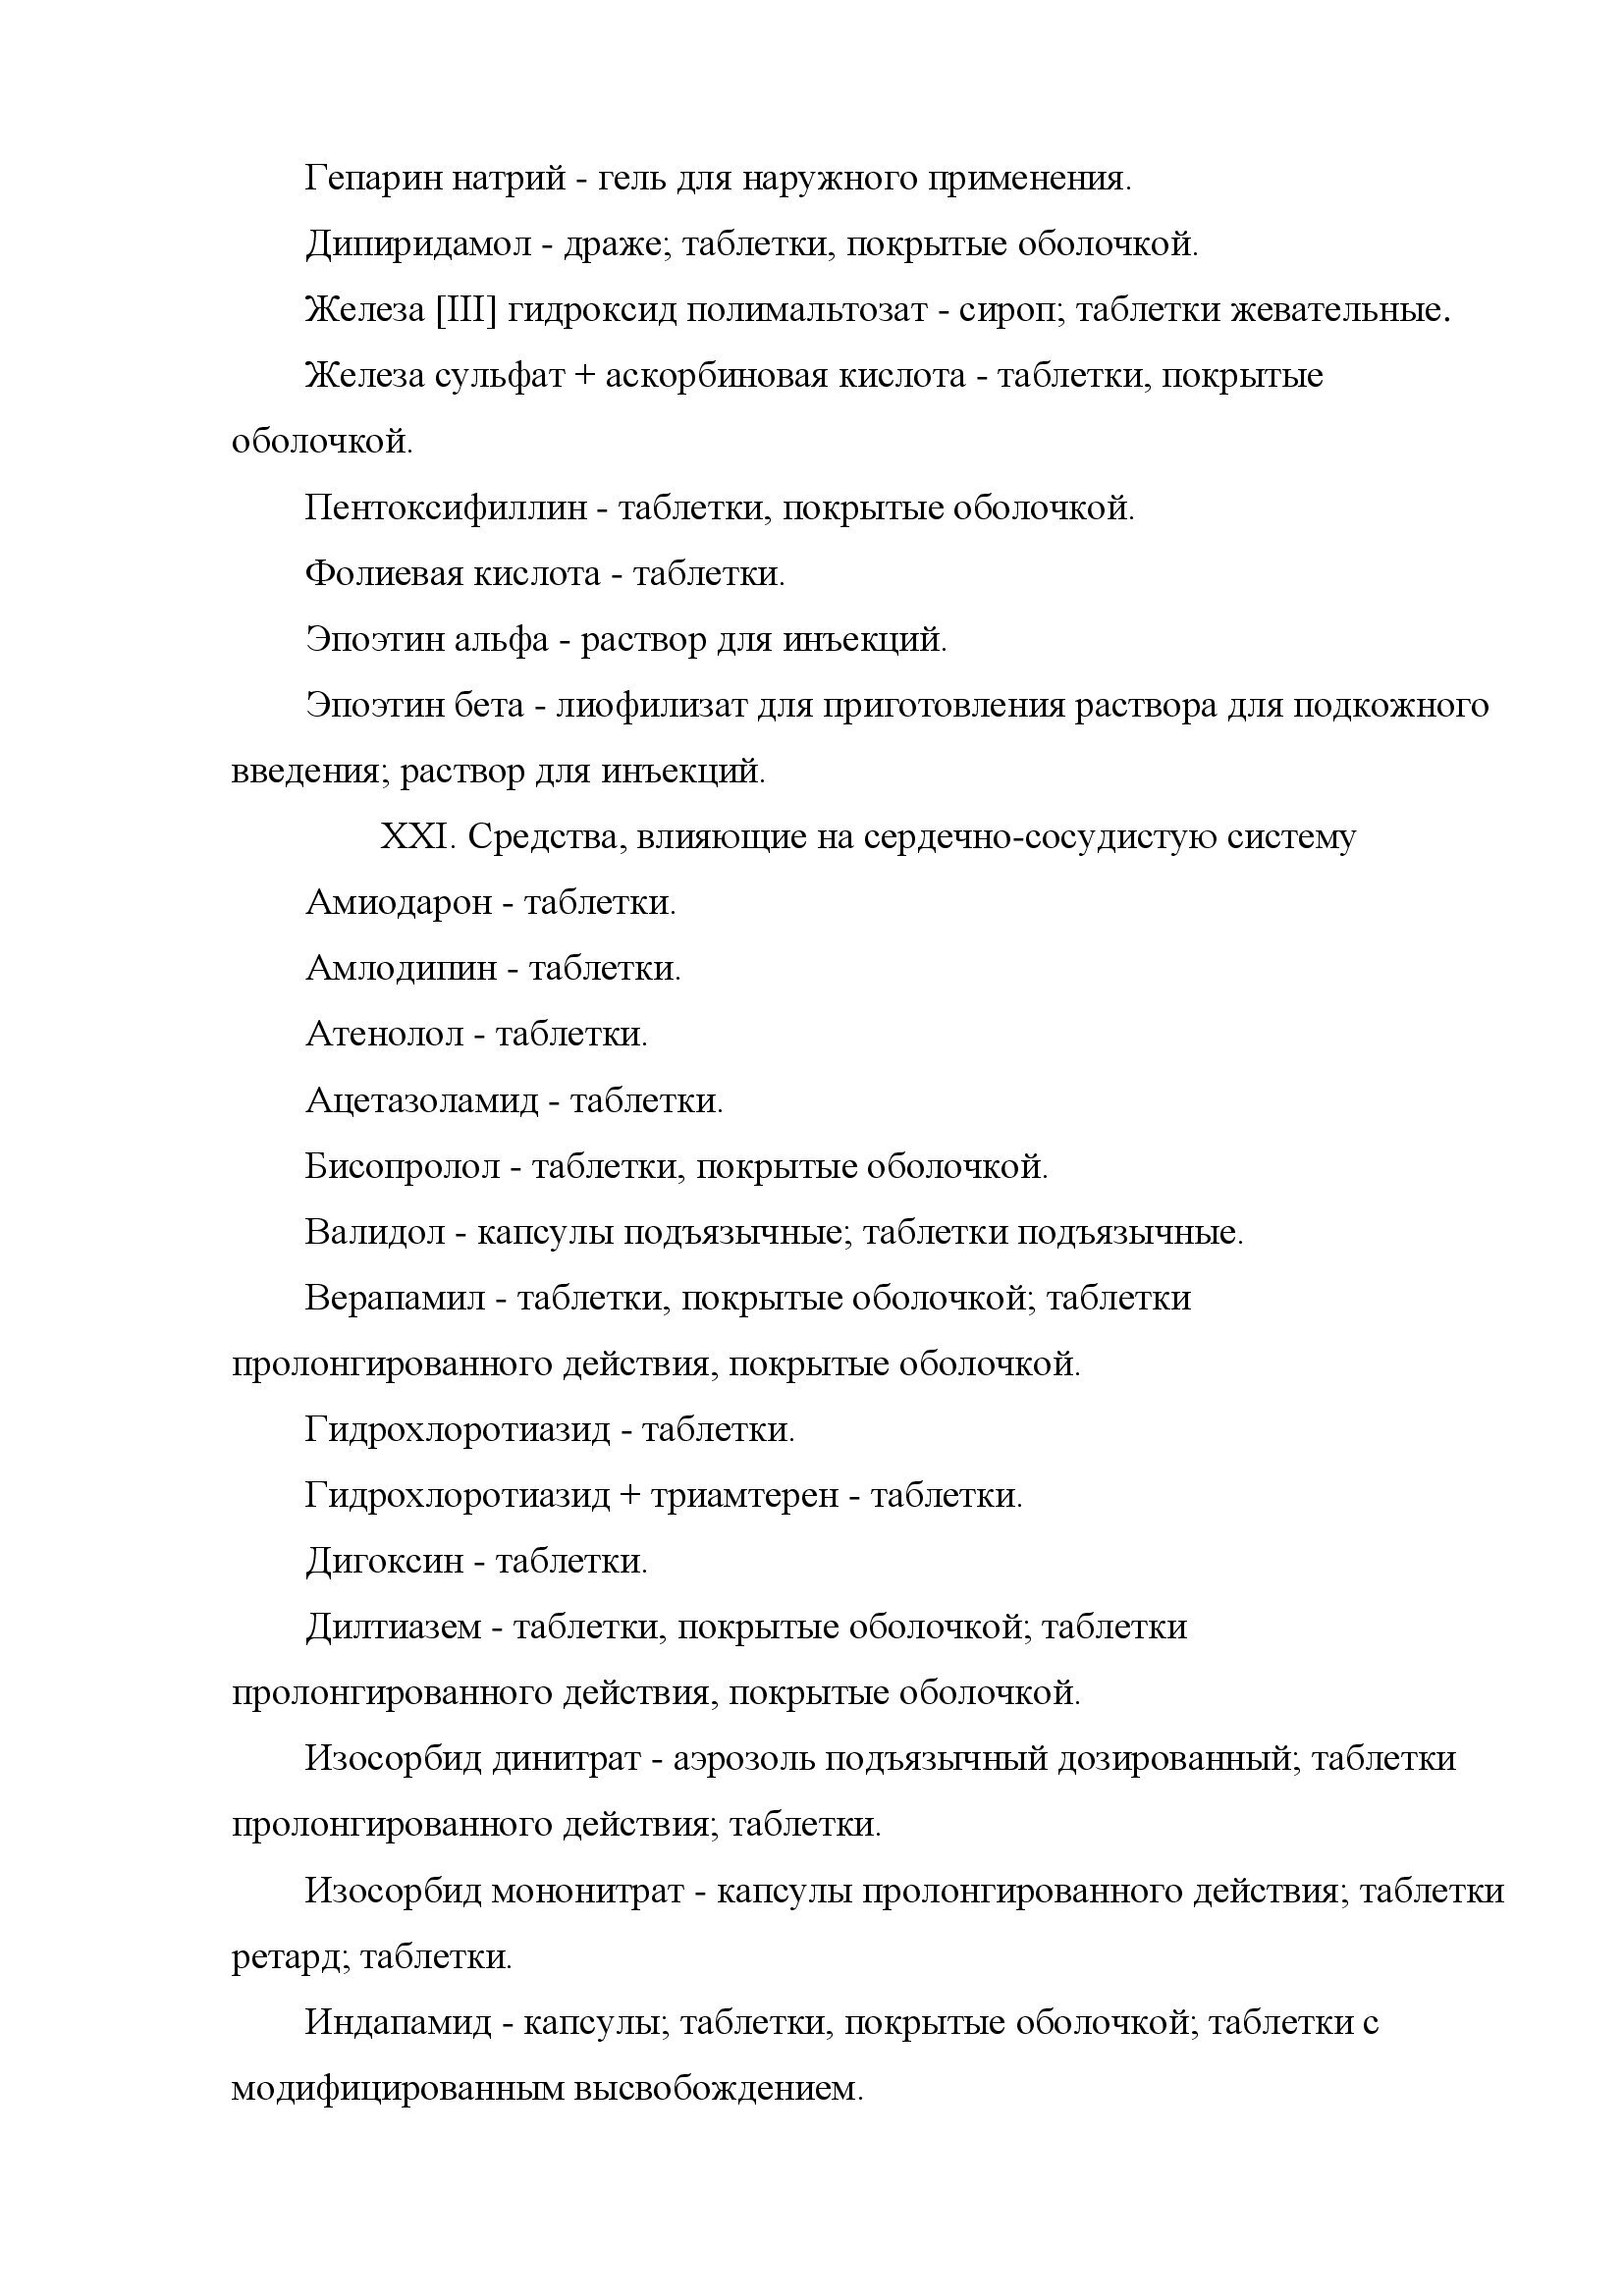 Гепарин натрий - гель для наружного применения.
Дипиридамол - драже; таблетки, покрытые оболочкой.
Железа [III] гидроксид полимальтозат - сироп; таблетки жевательные.
Железа сульфат + аскорбиновая кислота - таблетки, покрытые
оболочкой.
Пентоксифиллин - таблетки, покрытые оболочкой.
Фолиевая кислота - таблетки.
Эпоэтин альфа - раствор для инъекций.
Эпоэтин бета - лиофилизат для приготовления раствора для подкожного
введения; раствор для инъекций.
XXI. Средства, влияющие на сердечно-сосудистую систему
Амиодарон - таблетки.
Амлодипин - таблетки.
Атенолол - таблетки.
Ацетазоламид - таблетки.
Бисопролол - таблетки, покрытые оболочкой.
Валидол - капсулы подъязычные; таблетки подъязычные.
Верапамил - таблетки, покрытые оболочкой; таблетки
пролонгированного действия, покрытые оболочкой.
Гидрохлоротиазид - таблетки.
Гидрохлоротиазид + триамтерен - таблетки.
Дигоксин - таблетки.
Дилтиазем - таблетки, покрытые оболочкой; таблетки
пролонгированного действия, покрытые оболочкой.
Изосорбид динитрат - аэрозоль подъязычный дозированный; таблетки
пролонгированного действия; таблетки.
Изосорбид мононитрат - капсулы пролонгированного действия; таблетки
ретард; таблетки.
Индапамид - капсулы; таблетки, покрытые оболочкой; таблетки с
модифицированным высвобождением.